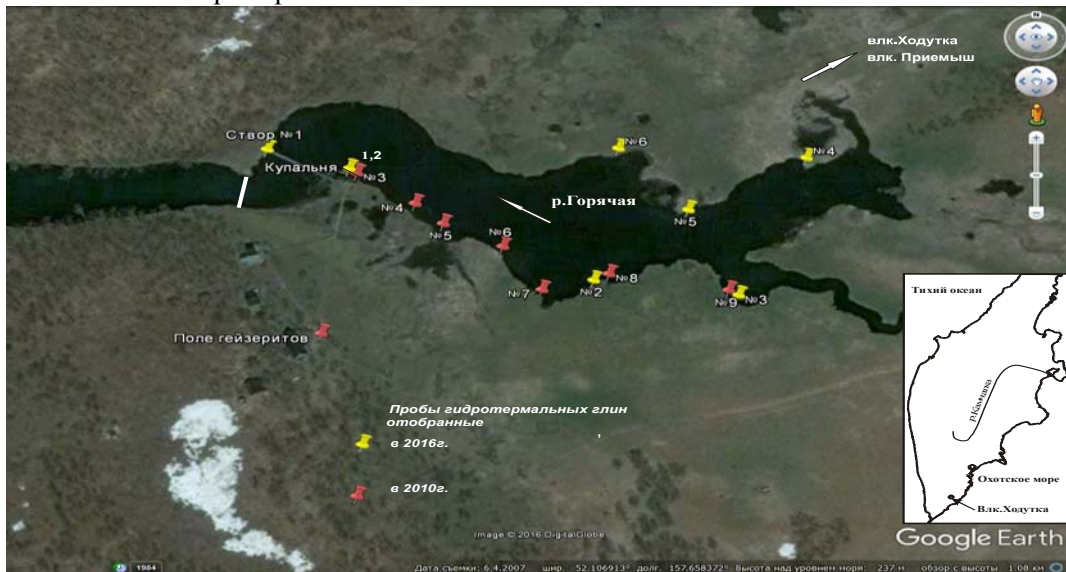 влк.Ходутка
влк. Приемыш
Створ №1
№6
№4
1,2
Купальня
№3
№4
р.Горячая
№5
№5
№6
№7
№2
№8
№9
№3
Поле гейзеритов
Пробы гидротермальных глин
отобранные
в 2016г.
,
в 2010г.
Тихий океан
р.Камчатка
Охотское море
Влк.Ходутка
N
Image © 2016 DigitalGlobe
Google Earth
1984
Дата съемки: 6.4.2007 шир. 52.106913° долг. 157.658372° Высота над уровнем моря: 237 м обзор с высоты 1.08 км